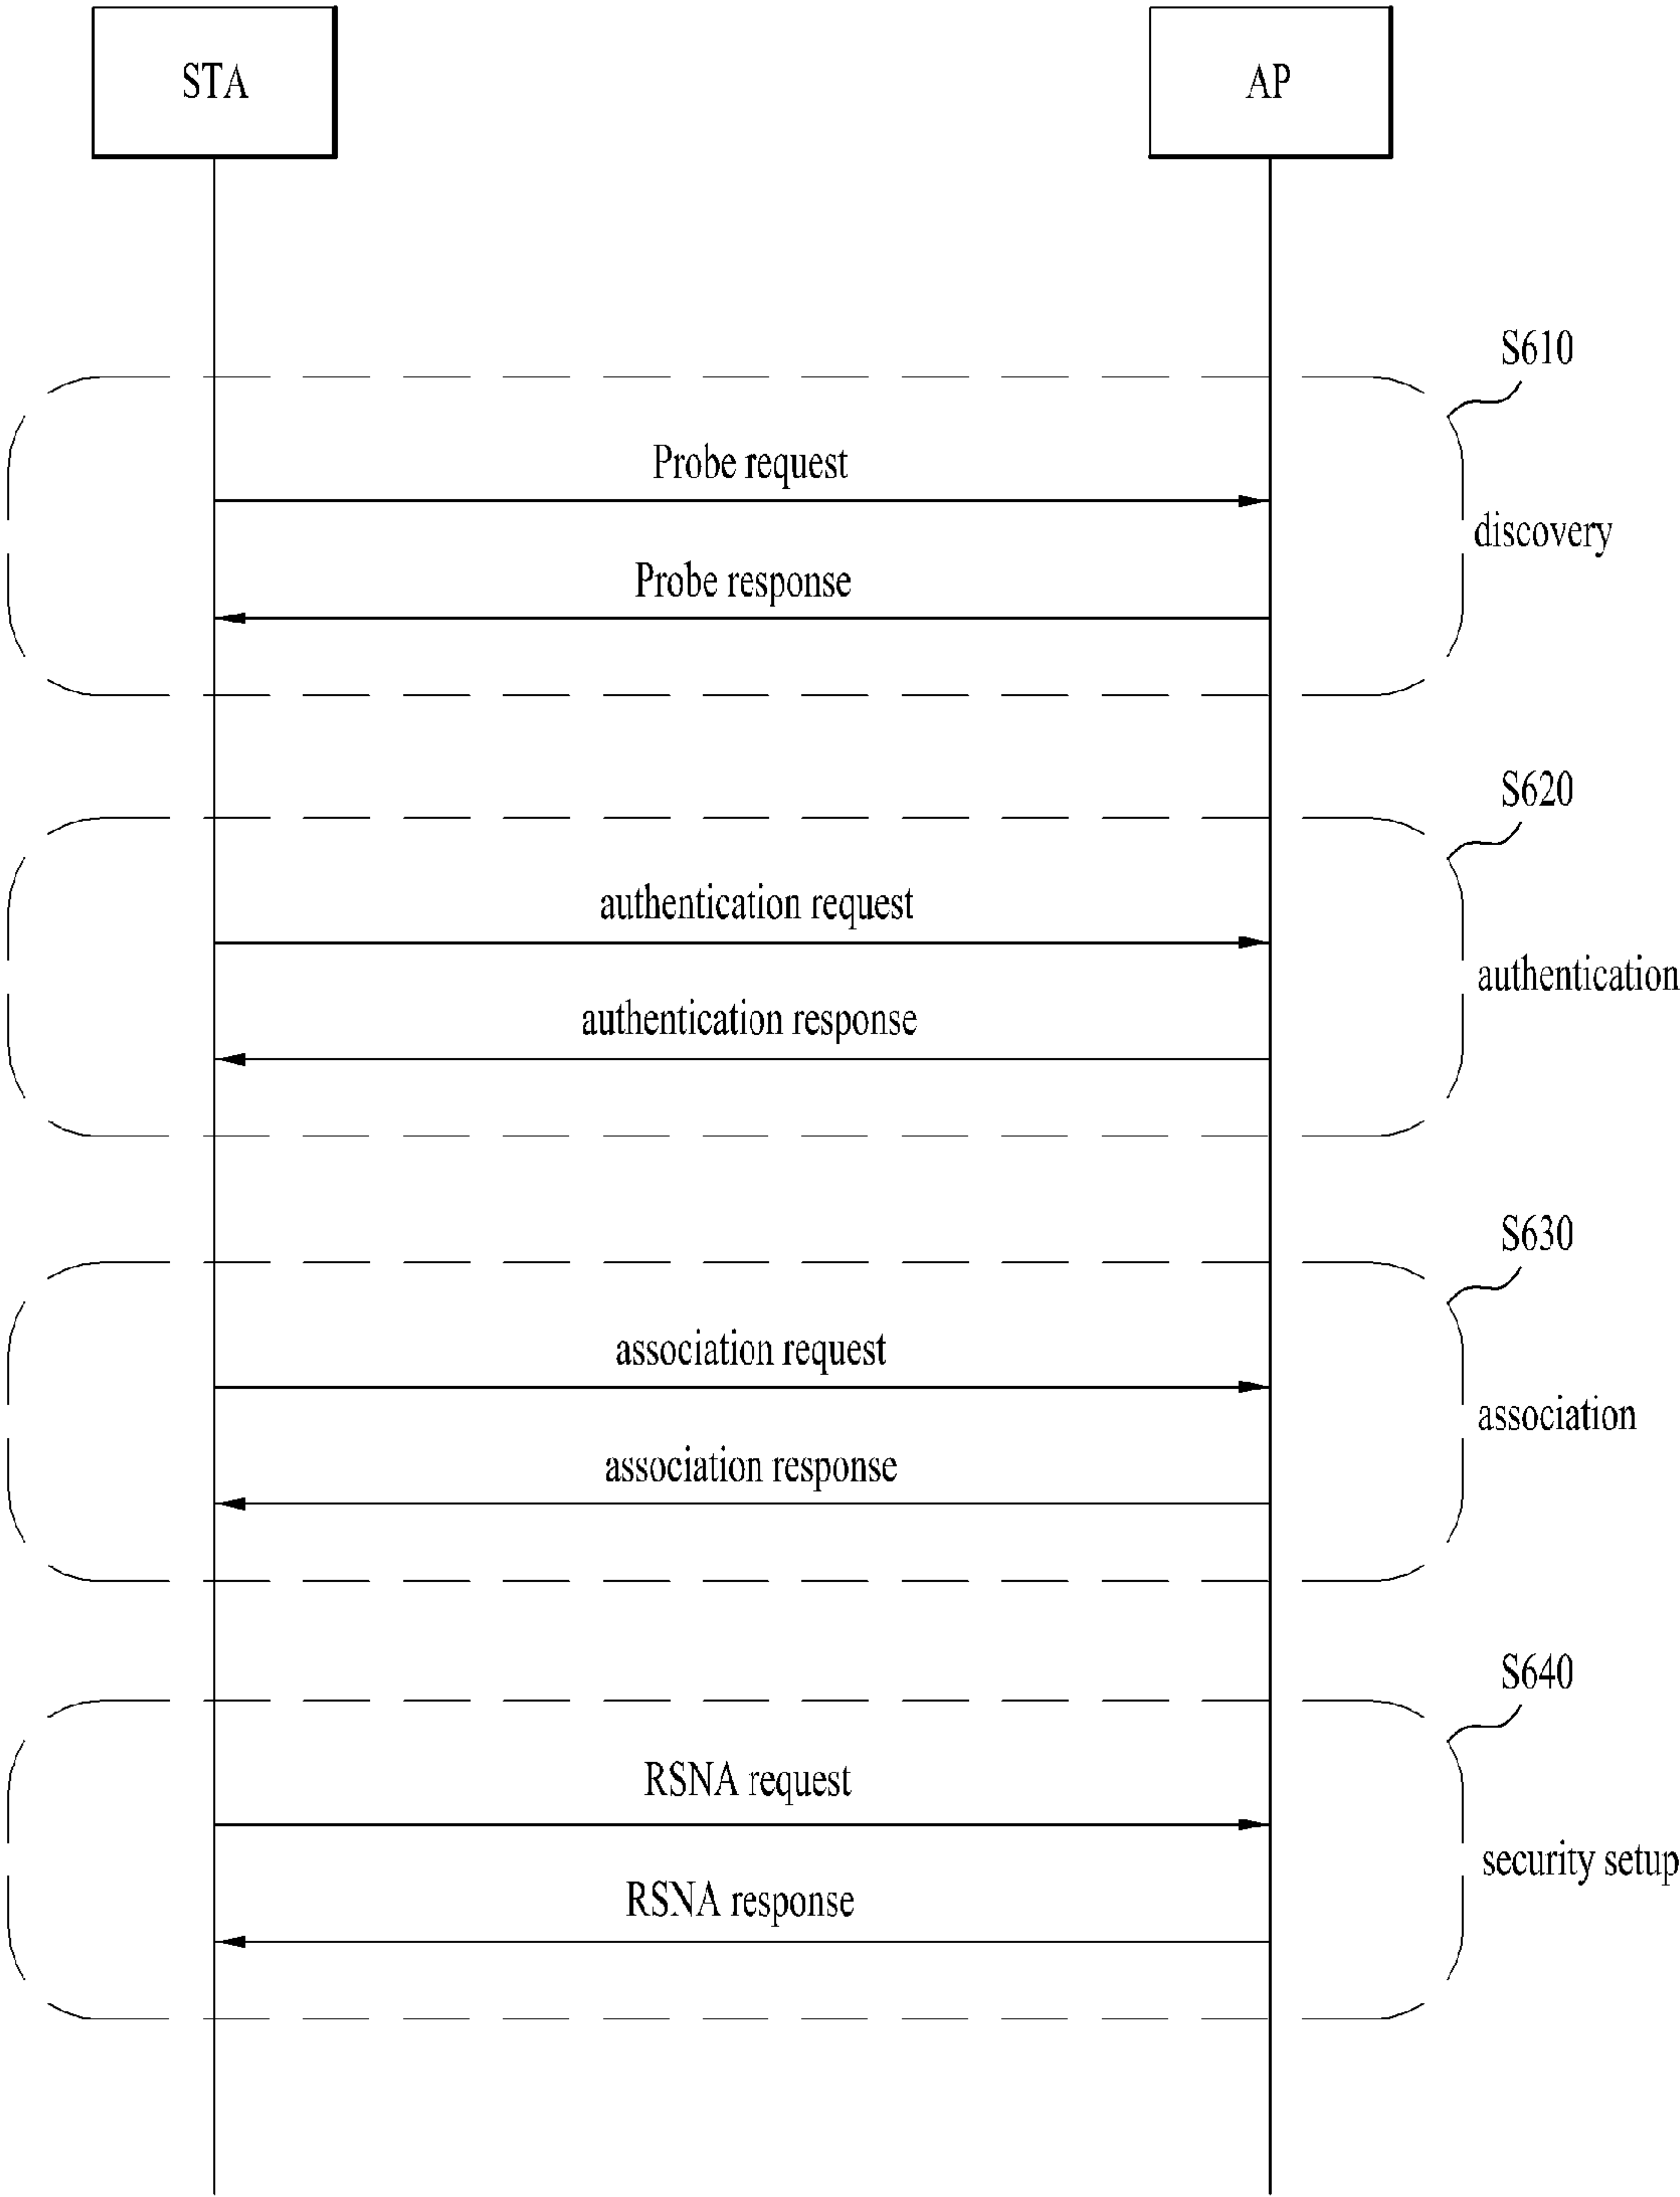 STA
AP
S610
Probe request
discovery
Probe response
S620
authentication request
authentication
authentication response
S630
association request
association
association response
S640
RSNA request
security setup
RSNA response